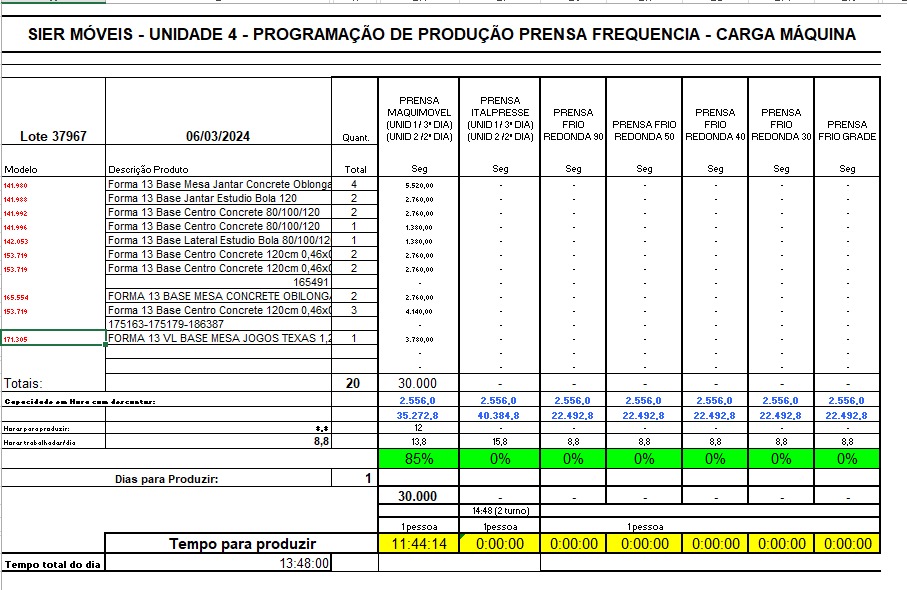 SIER MÓVEIS - UNIDADE 4 - PROGRAMAÇÃO DE PRODUÇÃO PRENSA FREQUENCIA - CARGA MÁQUINA
Lote 37967 06/03/2024 Quant. PRENSA MAQUIMOVEL (UNID 1 / 3ª DIA) (UNID 2 /2ª DIA) PRENSA ITALPRESSE (UNID 1 / 3ª DIA) (UNID 2 /2ª DIA) PRENSA FRIO REDONDA 90 PRENSA FRIO REDONDA 50 PRENSA FRIO REDONDA 40 PRENSA FRIO REDONDA 30 PRENSA FRIO GRADE
Modelo Descrição Produto Total Seg Seg Seg Seg Seg Seg Seg
141.980 Forma 13 Base Mesa Jantar Concrete Oblonga 4 5.520,00 - - - - - -
141.988 Forma 13 Base Jantar Estudio Bola 120 2 2.760,00 - - - - - -
141.992 Forma 13 Base Centro Concrete 80/100/120 2 2.760,00 - - - - - -
141.996 Forma 13 Base Centro Concrete 80/100/120 1 1.380,00 - - - - - -
142.053 Forma 13 Base Lateral Estudio Bola 80/100/12 1 1.380,00 - - - - - -
153.719 Forma 13 Base Centro Concrete 120cm 0,46x0 2 2.760,00 - - - - - -
153.719 Forma 13 Base Centro Concrete 120cm 0,46x0 2 2.760,00 - - - - - -
165491 - - - - - - -
165.554 FORMA 13 BASE MESA CONCRETE OBILONGA 2 2.760,00 - - - - - -
153.719 Forma 13 Base Centro Concrete 120cm 0,46x0 3 4.140,00 - - - - - -
175163-175179-186387 - - - - - - -
171.305 FORMA 13 VL BASE MESA JOGOS TEXAS 1,2 1 3.780,00 - - - - - -
- - - - - - -
- - - - - - -
Totais: 20 30.000 - - - - - -
Capacidade em Hora com descontar: 2.556,0 2.556,0 2.556,0 2.556,0 2.556,0 2.556,0 2.556,0
35.272,8 40.384,8 22.492,8 22.492,8 22.492,8 22.492,8 22.492,8
Horas para produzir: 8,8 12
Horas trabalhadas/dia 8,8 13,8 15,8 8,8 8,8 8,8 8,8 8,8
85% 0% 0% 0% 0% 0% 0%
Dias para Produzir: 1
30.000 - - - - - -
14:48 (2 turno)
1 pessoa 1 pessoa 1 pessoa
Tempo para produzir 11:44:14 0:00:00 0:00:00 0:00:00 0:00:00 0:00:00 0:00:00
Tempo total do dia 13:48:00